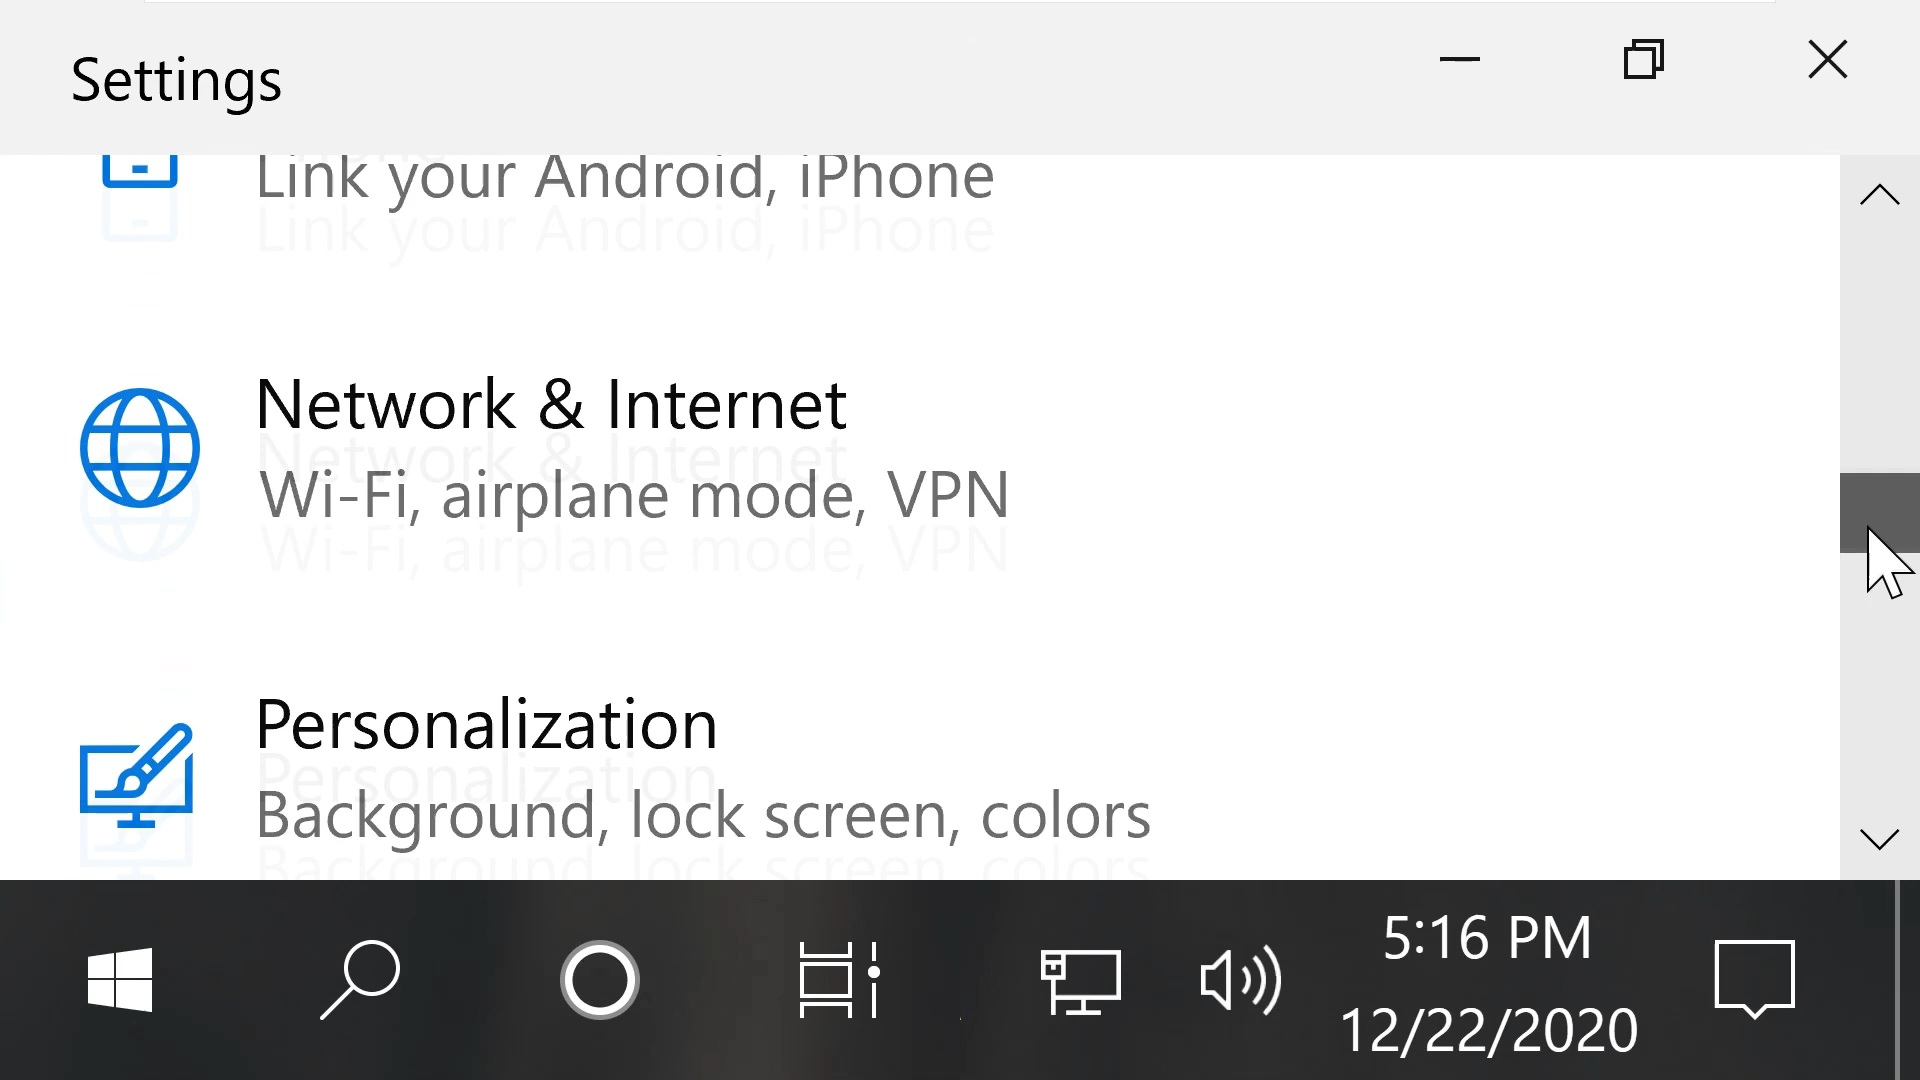 Settings
Link your Android, iPhone
Network & Internet
Wi-Fi, airplane mode, VPN
Personalization
Background, lock screen, colors
5:16 PM
12/22/2020